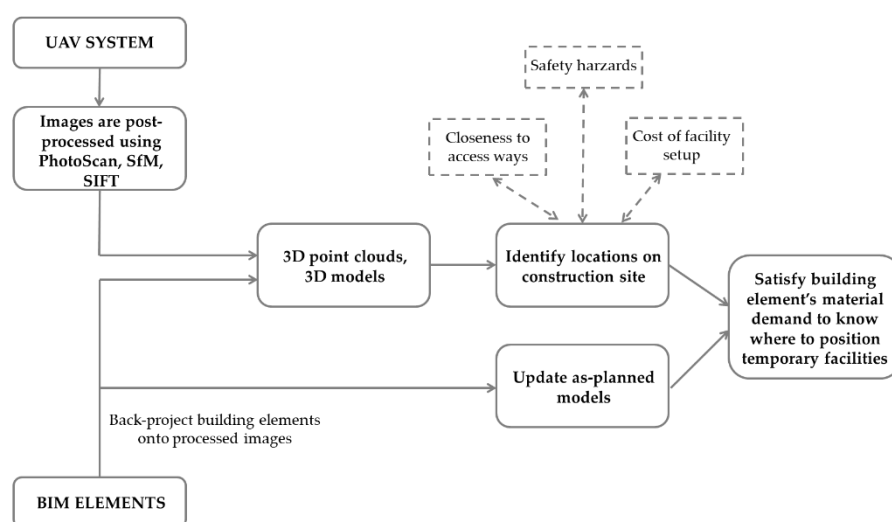 UAV SYSTEM
Images are post-
processed using
PhotoScan, SfM,
SIFT
Safety harzards
Closeness to
access ways
Cost of facility
setup
3D point clouds,
3D models
Identify locations on
construction site
Satisfy building
element's material
demand to know
where to position
temporary facilities
Update as-planned
models
Back-project building elements
onto processed images
BIM ELEMENTS